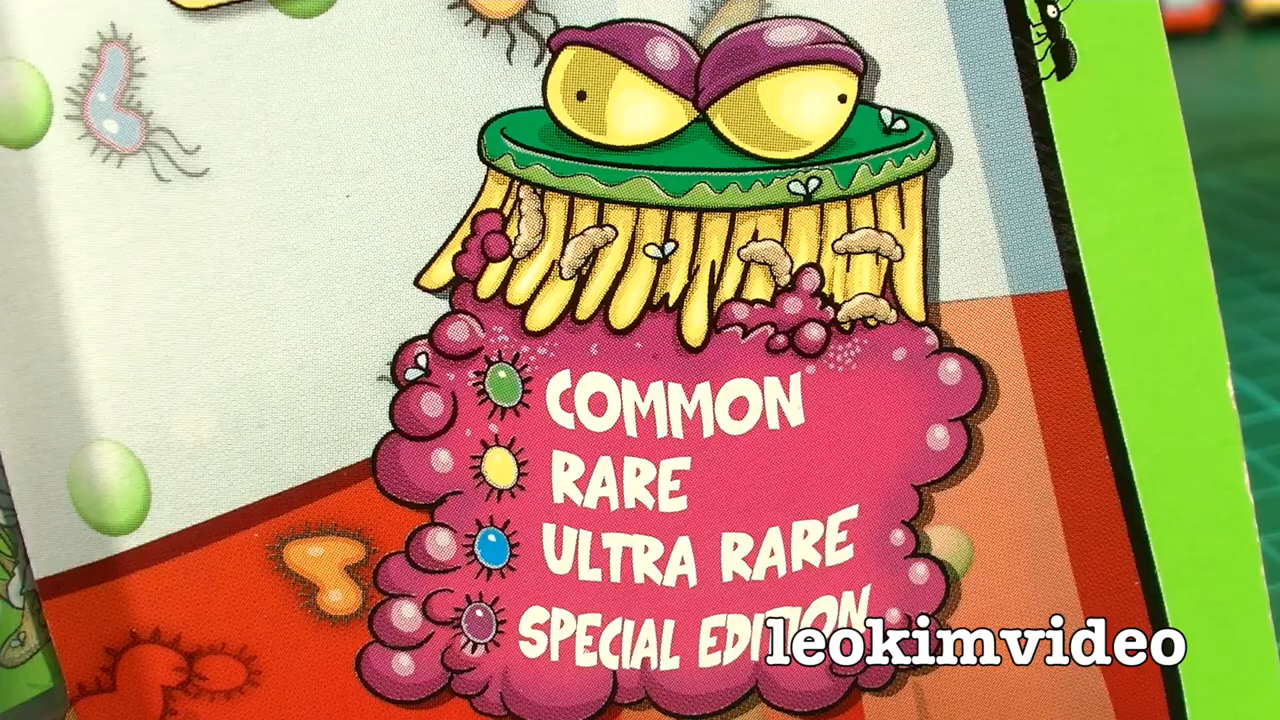 COMMON
RARE
ULTRA RARE
SPECIAL EDITION
leokimvideo